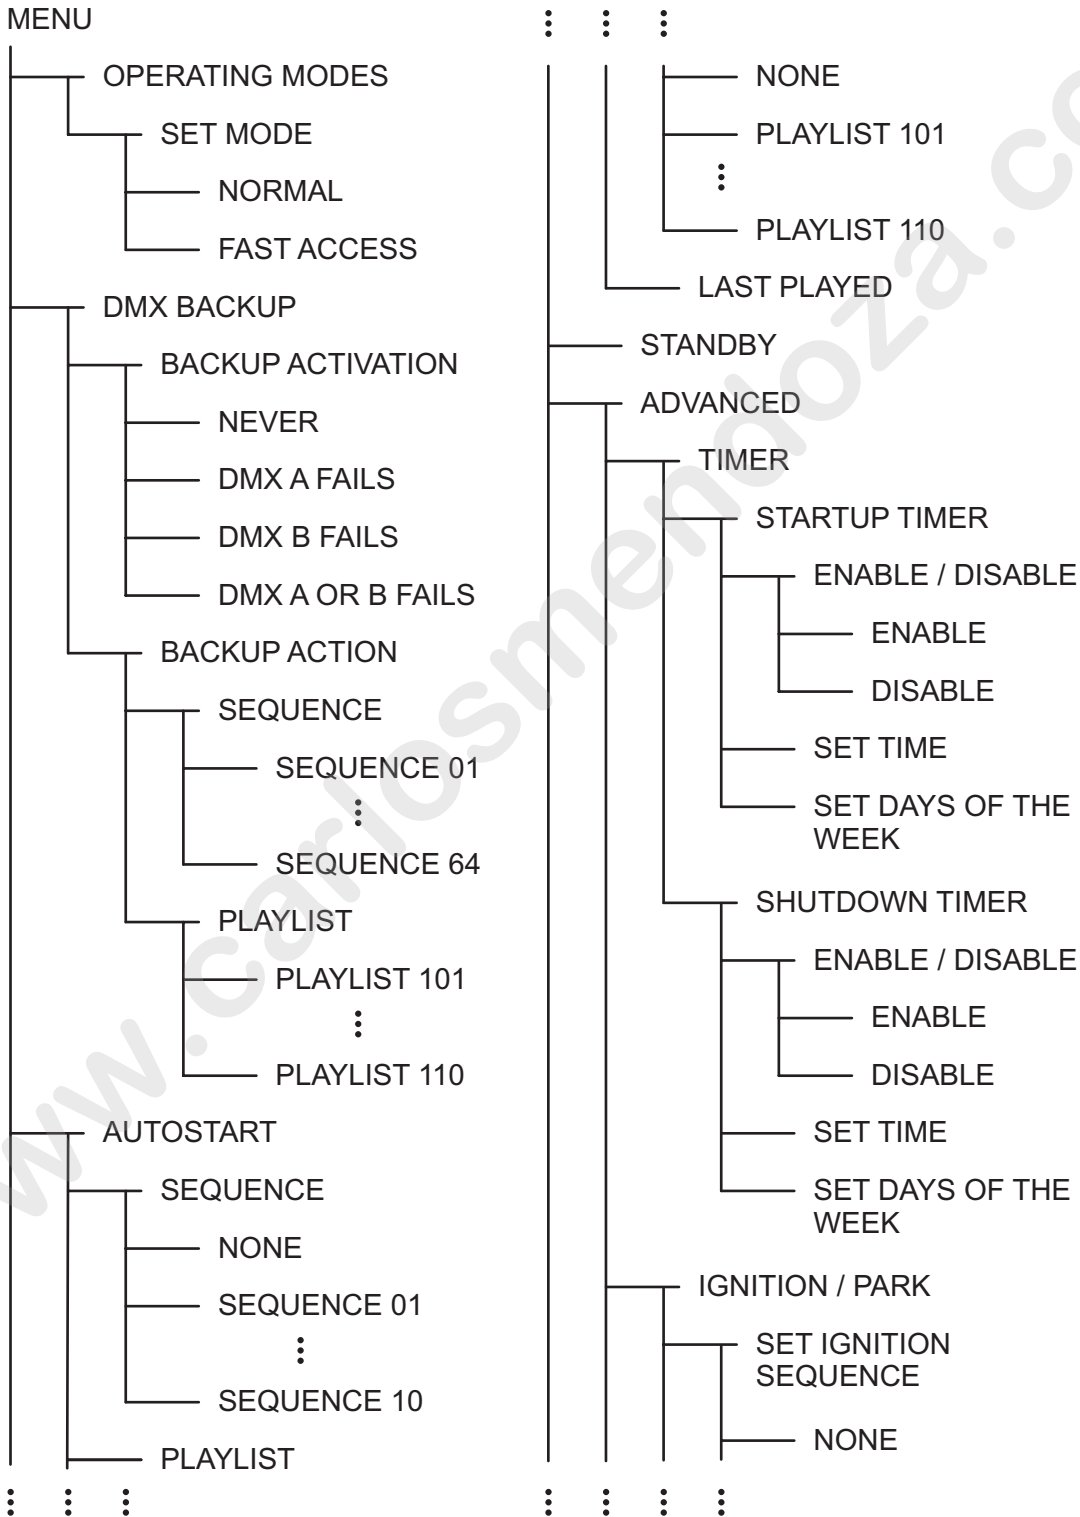 MENU
OPERATING MODES
SET MODE
NORMAL
FAST ACCESS
DMX BACKUP
BACKUP ACTIVATION
NEVER
DMX A FAILS
DMX B FAILS
DMX A OR B FAILS
BACKUP ACTION
SEQUENCE
SEQUENCE 01
SEQUENCE 64
PLAYLIST
PLAYLIST 101
PLAYLIST 110
AUTOSTART
SEQUENCE
NONE
SEQUENCE 01
SEQUENCE 10
PLAYLIST
NONE
PLAYLIST 101
PLAYLIST 110
LAST PLAYED
STANDBY
ADVANCED
TIMER
STARTUP TIMER
ENABLE / DISABLE
ENABLE
DISABLE
SET TIME
SET DAYS OF THE
WEEK
SHUTDOWN TIMER
ENABLE / DISABLE
ENABLE
DISABLE
SET TIME
SET DAYS OF THE
WEEK
IGNITION / PARK
SET IGNITION
SEQUENCE
NONE
www.carlosmendoza.co